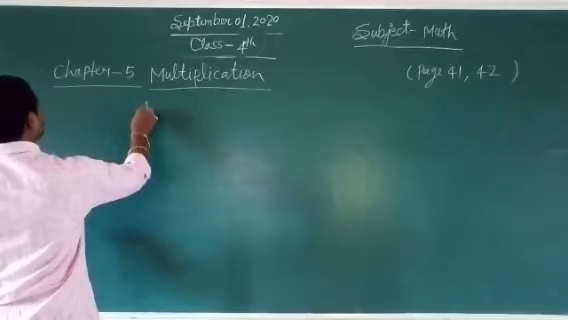 September 01, 2020
Class - 4th
Subject - Math
Chapter - 5 Multiplication
(Page 41, 42)